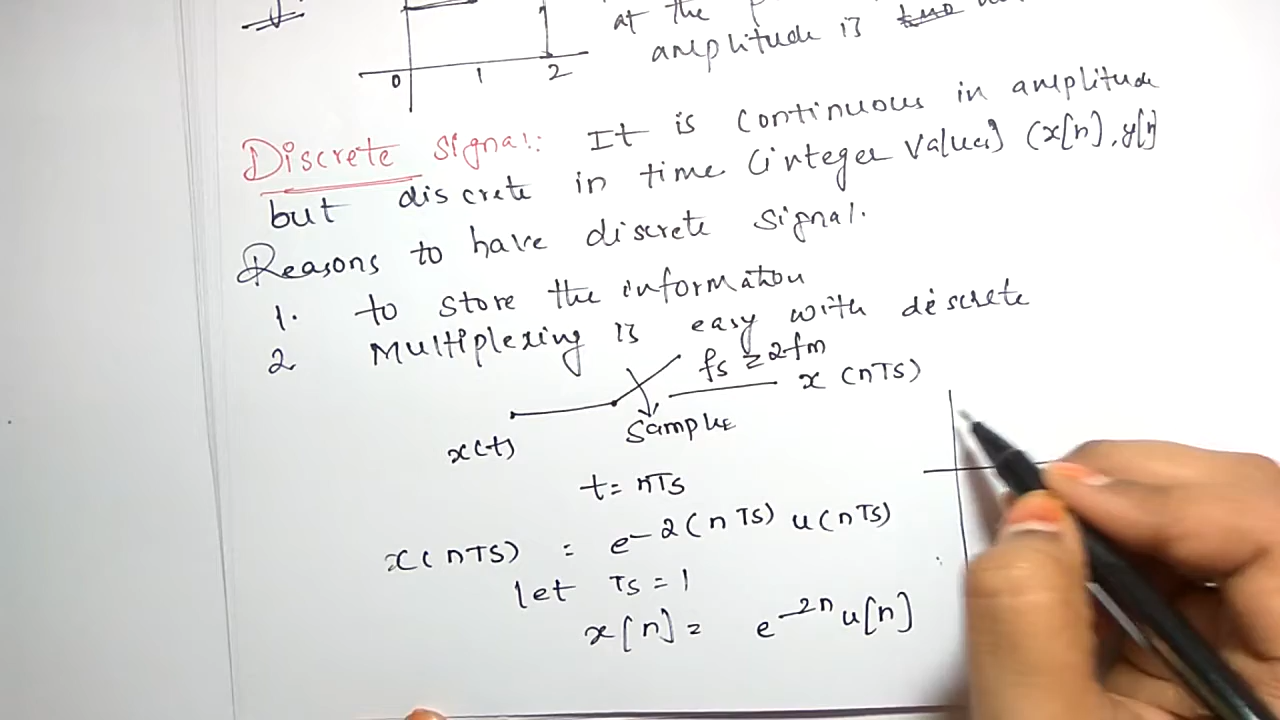 at the
amplitude is
0 1 2
Discrete signal: It is continuous in amplitude
but discrete in time (integer values) (x[n], y[n]
Reasons to have discrete signal.
1. to store the information
2 Multiplexing is easy with discrete
fs ≥ 2fm
x (nTs)
Sample
x(t)
t = nTs
x(nTs) = e^-2(nTs) u(nTs)
let Ts = 1
x[n] = e^-2n u[n]